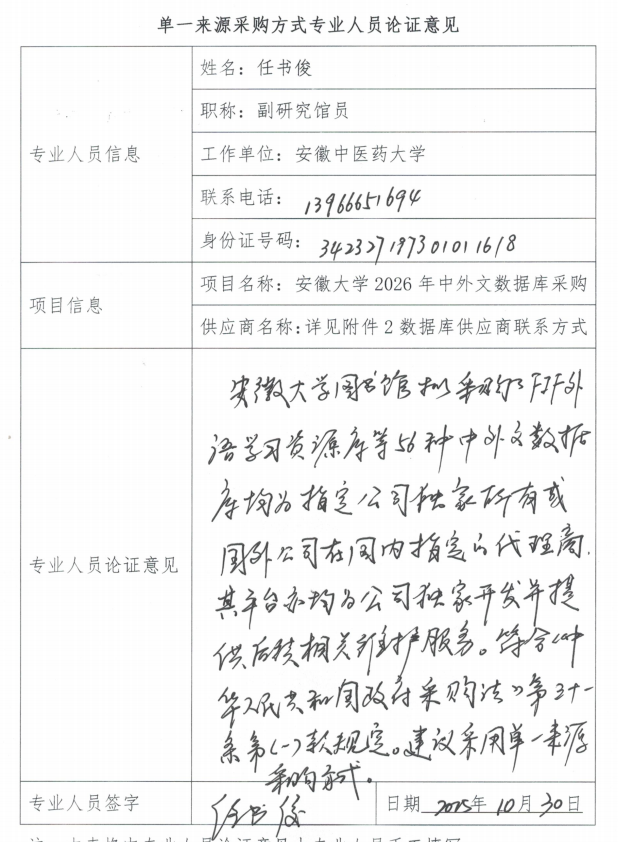 单一来源采购方式专业人员论证意见
专业人员信息
姓名：任书俊
职称：副研究馆员
工作单位：安徽中医药大学
联系电话：13966651694
身份证号码：342327197301011618
项目信息
项目名称：安徽大学2026年中外文数据库采购
供应商名称：详见附件2数据库供应商联系方式
专业人员论证意见
安徽大学图书馆拟采购的FIF外
语学习资源库等56种中外文数据
库均为指定公司独家所有或
国外公司在国内指定的代理商，
其平台亦均为公司独家开发并提
供后续相关维护服务。符合《中
华人民共和国政府采购法》第三十一
条第(一)款规定。建议采用单一来源
采购方式。
专业人员签字
任书俊
日期 2025年10月30日